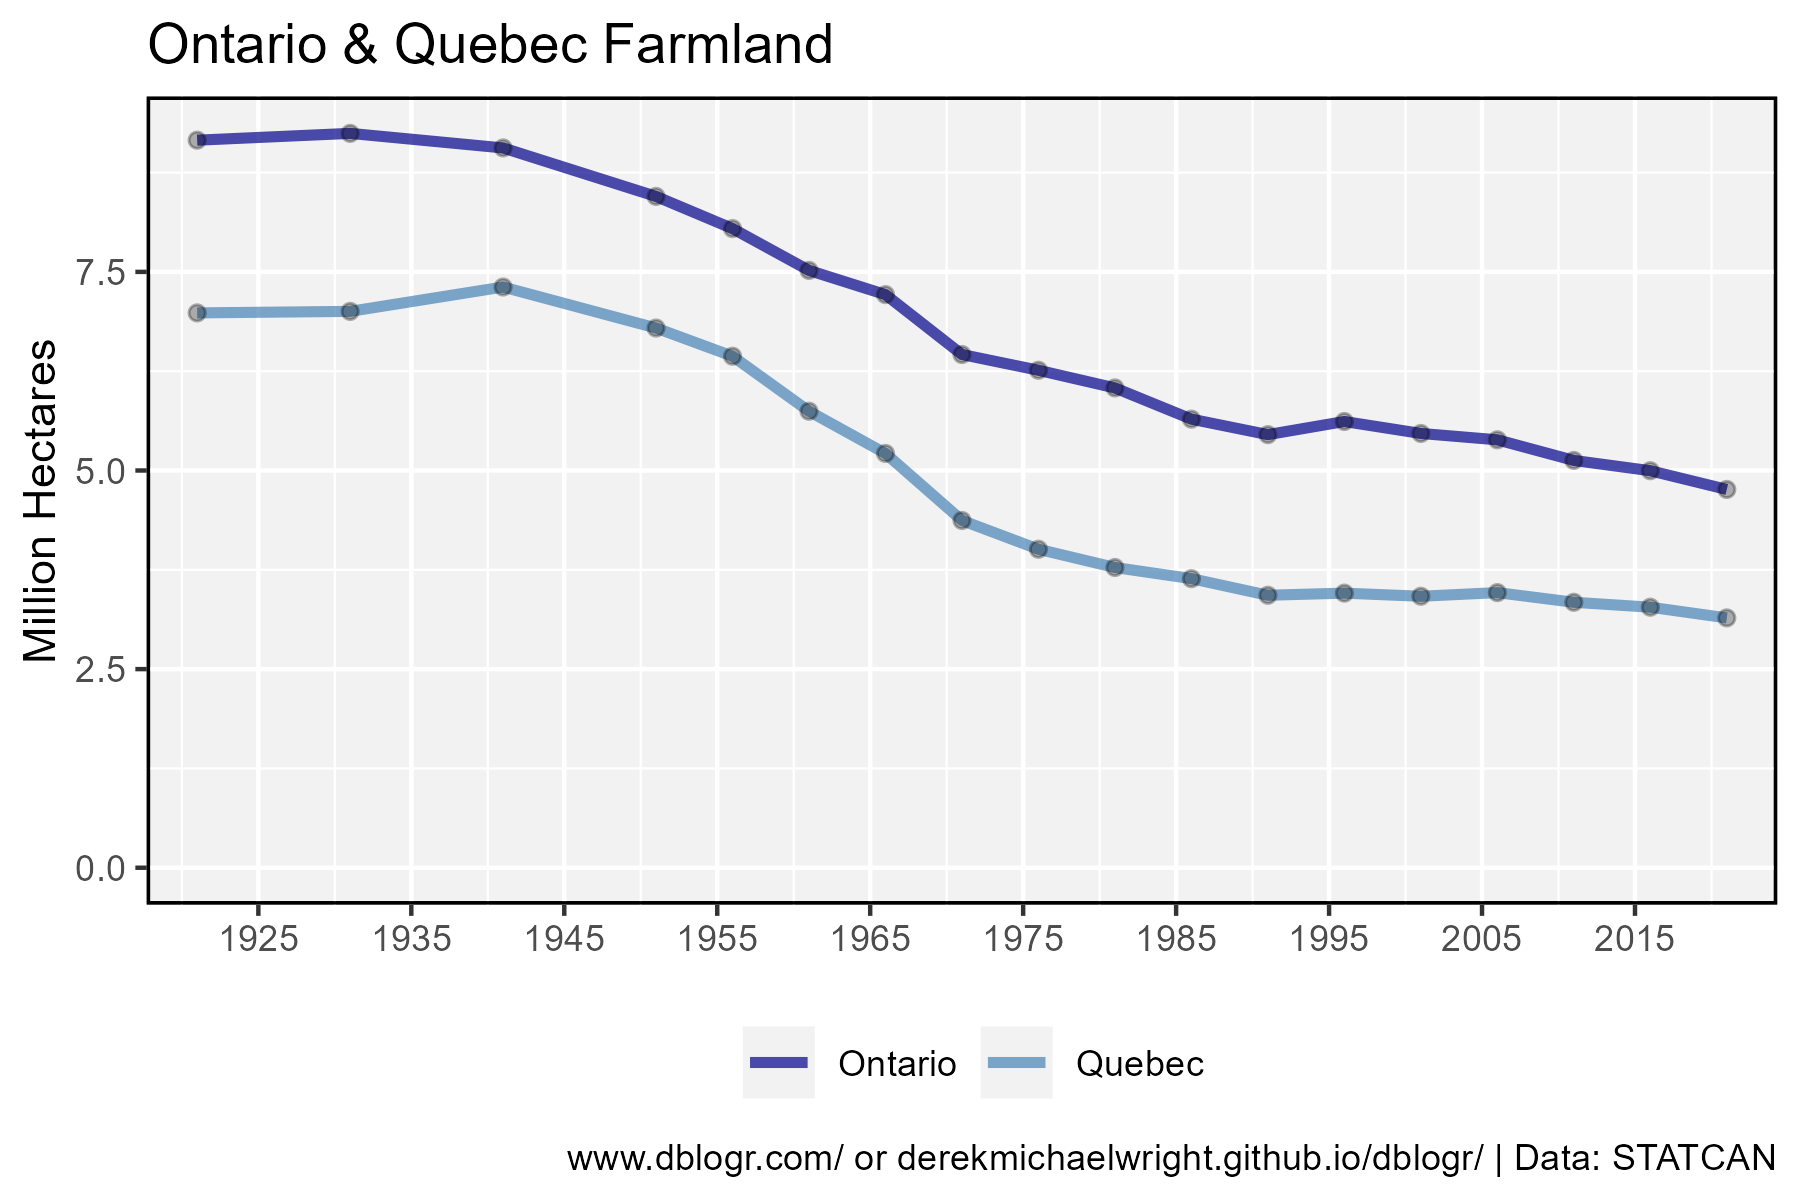 Ontario & Quebec Farmland
Million Hectares
7.5
5.0
2.5
0.0
1925 1935 1945 1955 1965 1975 1985 1995 2005 2015
Ontario Quebec
www.dblogr.com/ or derekmichaelwright.github.io/dblogr/ | Data: STATCAN